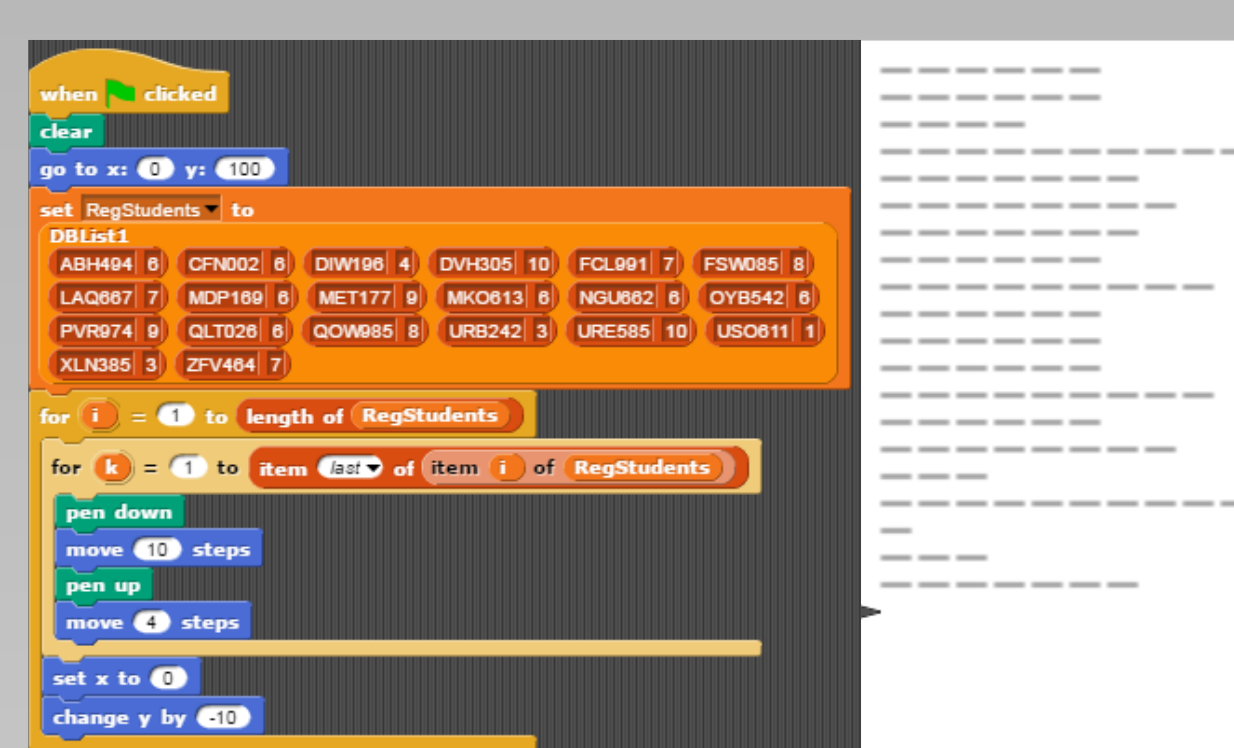 when clicked
clear
go to x: 0 y: 100
set RegStudents to
DBList1
ABH494 6 CFN002 6 DIW196 4 DVH305 10 FCL991 7 FSW085 8
LAQ667 7 MDP169 6 MET177 9 MKO613 6 NGU662 6 OYB542 6
PVR974 9 QLT026 6 QOW985 8 URB242 3 URE585 10 USO611 1
XLN385 3 ZFV464 7
for i = 1 to length of RegStudents
for k = 1 to item last of item i of RegStudents
pen down
move 10 steps
pen up
move 4 steps
set x to 0
change y by -10